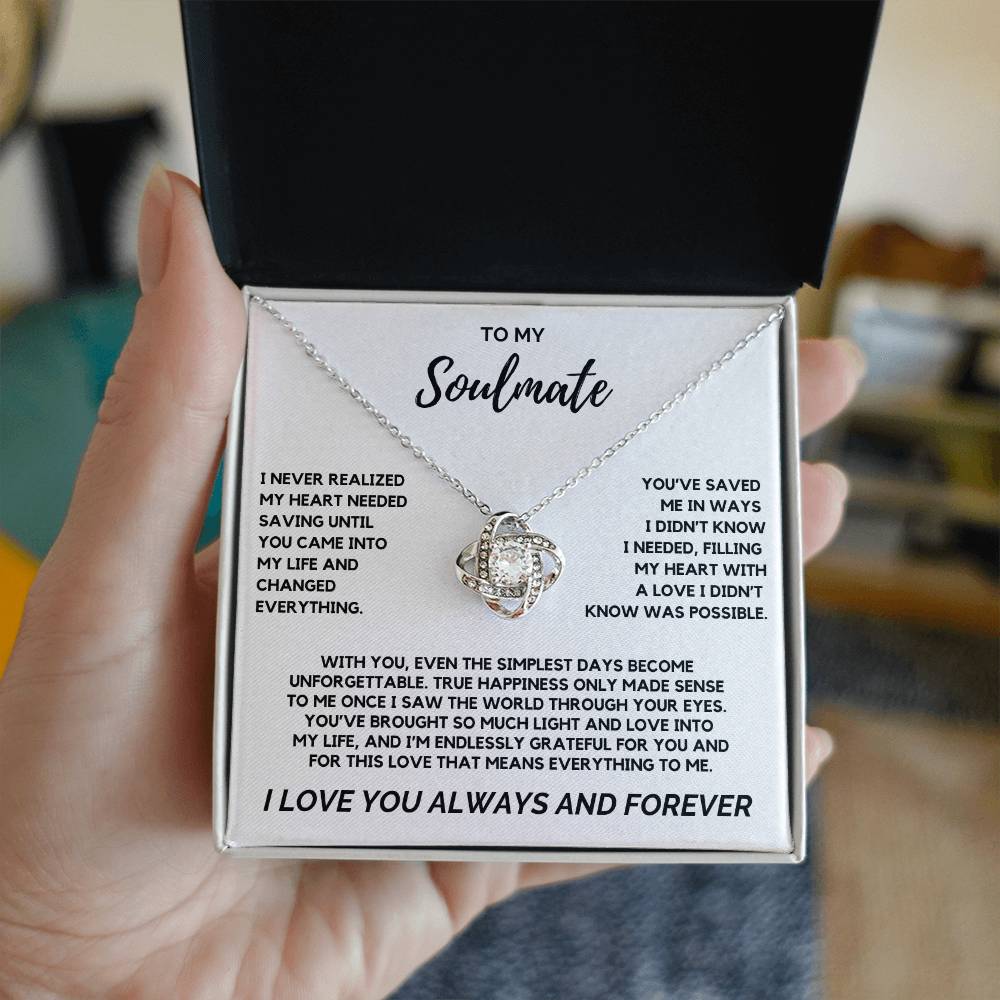 TO MY
Soulmate
I NEVER REALIZED
MY HEART NEEDED
SAVING UNTIL
YOU CAME INTO
MY LIFE AND
CHANGED
EVERYTHING.
YOU'VE SAVED
ME IN WAYS
I DIDN'T KNOW
I NEEDED, FILLING
MY HEART WITH
A LOVE I DIDN'T
KNOW WAS POSSIBLE.
WITH YOU, EVEN THE SIMPLEST DAYS BECOME
UNFORGETTABLE. TRUE HAPPINESS ONLY MADE SENSE
TO ME ONCE I SAW THE WORLD THROUGH YOUR EYES.
YOU'VE BROUGHT SO MUCH LIGHT AND LOVE INTO
MY LIFE, AND I'M ENDLESSLY GRATEFUL FOR YOU AND
FOR THIS LOVE THAT MEANS EVERYTHING TO ME.
I LOVE YOU ALWAYS AND FOREVER